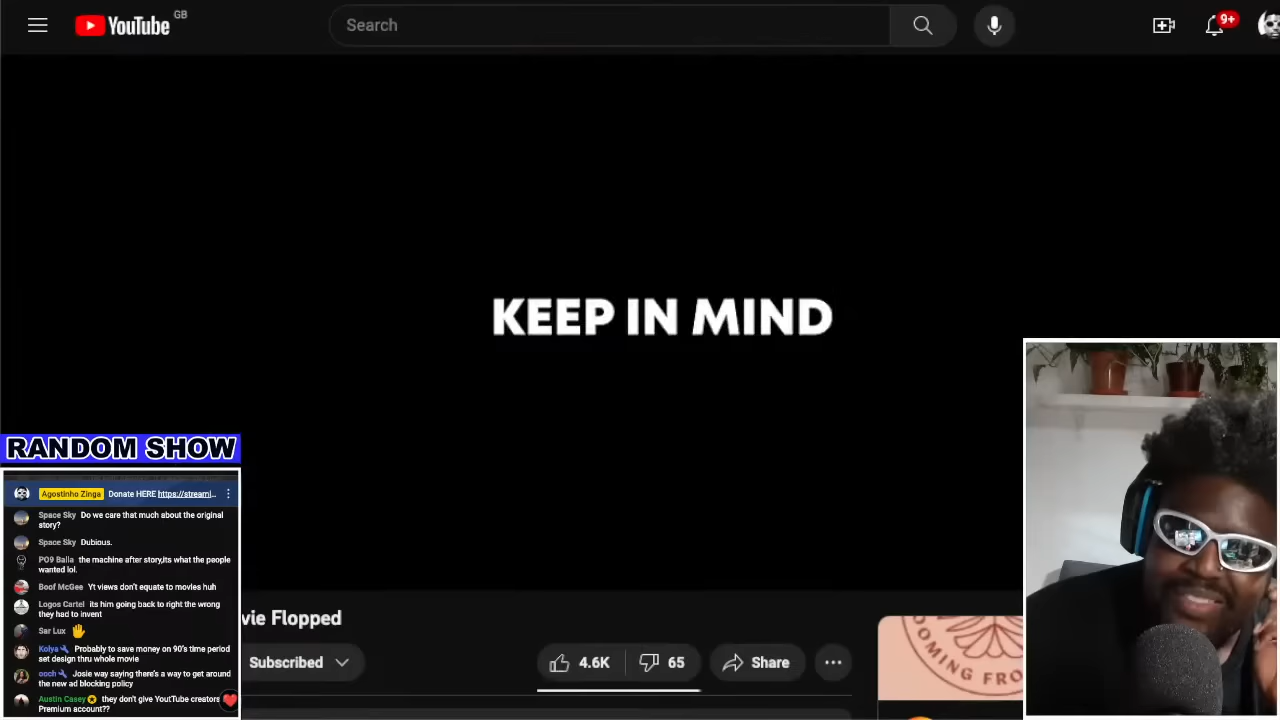 YouTube GB
Search
9+
KEEP IN MIND
RANDOM SHOW
Agostinho Zinga Donate HERE https://streaml...
Space Sky Do we care that much about the original
story?
Space Sky Dubious.
PO9 Balla the machine after story,its what the people
wanted lol.
Boof McGee Yt views don't equate to movies huh
Logos Cartel its him going back to right the wrong
they had to invent
Sar Lux
Kolya Probably to save money on 90's time period
set design thru whole movie
ooch Josie way saying there's a way to get around
the new ad blocking policy
Austin Casey they don't give YouTube creators
Premium account??
vie Flopped
Subscribed
4.6K
65
Share
OOMING FRO